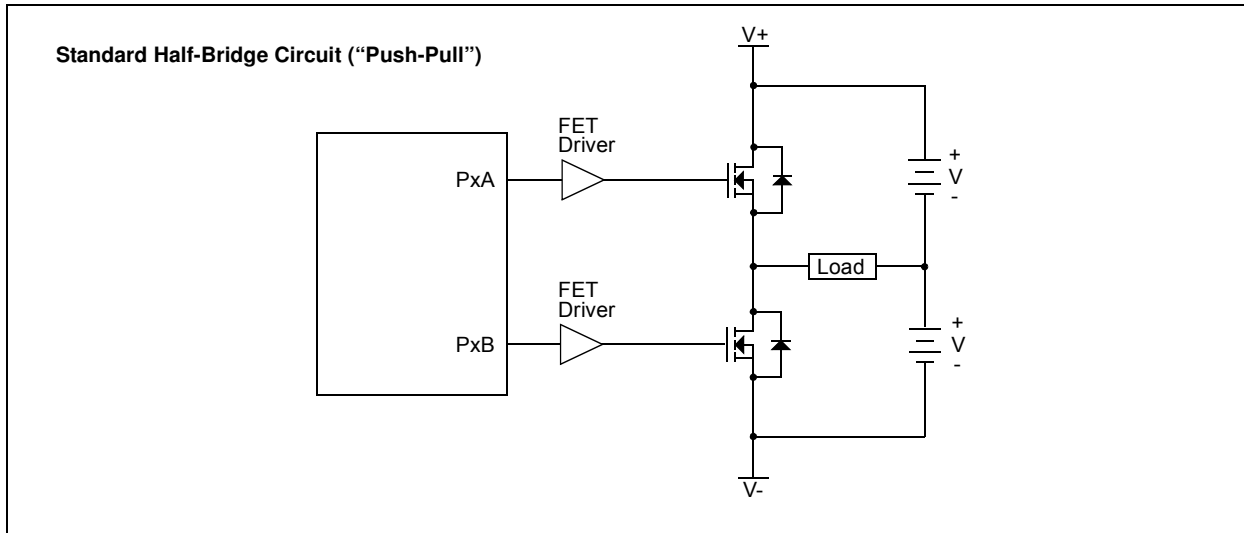 Standard Half-Bridge Circuit (“Push-Pull”)
V+
FET
Driver
PxA
+
V
-
Load
FET
Driver
PxB
+
V
-
V-